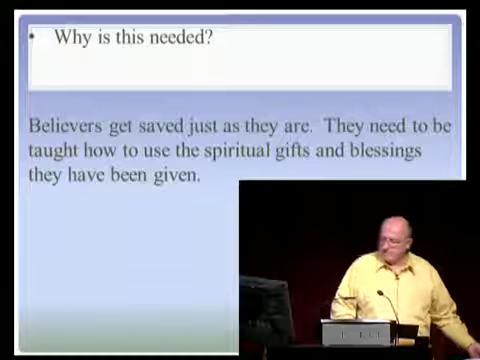 • Why is this needed?
Believers get saved just as they are. They need to be
taught how to use the spiritual gifts and blessings
they have been given.